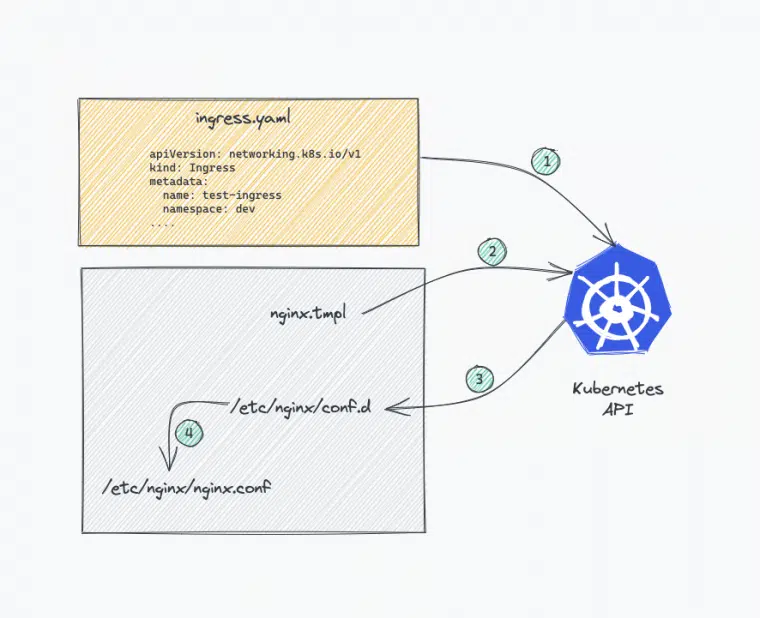 ingress.yaml
apiVersion: networking.k8s.io/v1
kind: Ingress
metadata:
  name: test-ingress
  namespace: dev
....
1
2
nginx.tmpl
3
Kubernetes
API
/etc/nginx/conf.d
4
/etc/nginx/nginx.conf